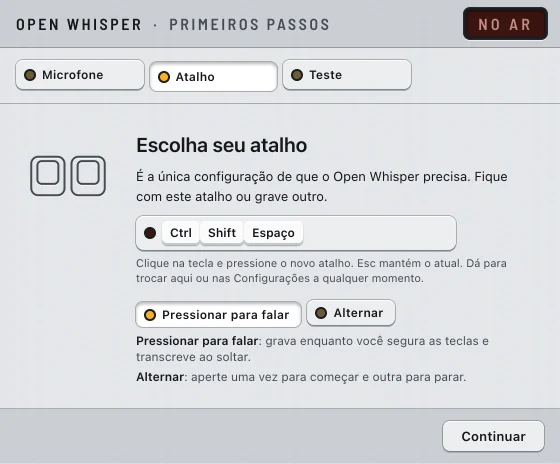 OPEN WHISPER · PRIMEIROS PASSOS
NO AR
Microfone
Atalho
Teste
Escolha seu atalho
É a única configuração de que o Open Whisper precisa. Fique
com este atalho ou grave outro.
Ctrl Shift Espaço
Clique na tecla e pressione o novo atalho. Esc mantém o atual. Dá para
trocar aqui ou nas Configurações a qualquer momento.
Pressionar para falar
Alternar
Pressionar para falar: grava enquanto você segura as teclas e
transcreve ao soltar.
Alternar: aperte uma vez para começar e outra para parar.
Continuar